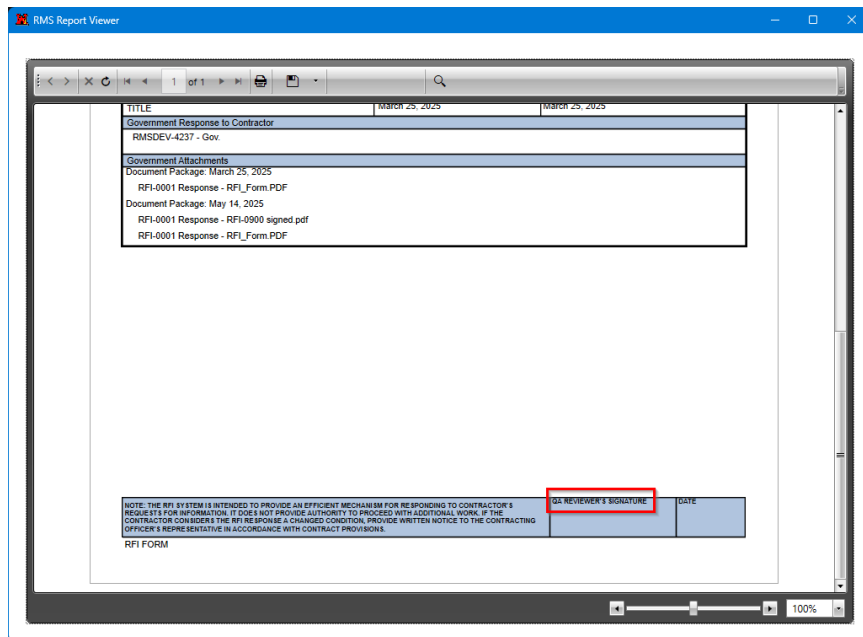 RMS Report Viewer
1 of 1
TITLE March 25, 2025 March 25, 2025
Government Response to Contractor
RMSDEV-4237 - Gov.
Government Attachments
Document Package: March 25, 2025
RFI-0001 Response - RFI_Form.PDF
Document Package: May 14, 2025
RFI-0001 Response - RFI-0900 signed.pdf
RFI-0001 Response - RFI_Form.PDF
NOTE: THE RFI SYSTEM IS INTENDED TO PROVIDE AN EFFICIENT MECHANISM FOR RESPONDING TO CONTRACTOR'S
REQUESTS FOR INFORMATION. IT DOES NOT PROVIDE AUTHORITY TO PROCEED WITH ADDITIONAL WORK. IF THE
CONTRACTOR CONSIDERS THE RFI RESPONSE A CHANGED CONDITION, PROVIDE WRITTEN NOTICE TO THE CONTRACTING
OFFICER'S REPRESENTATIVE IN ACCORDANCE WITH CONTRACT PROVISIONS.
QA REVIEWER'S SIGNATURE
DATE
RFI FORM
100%